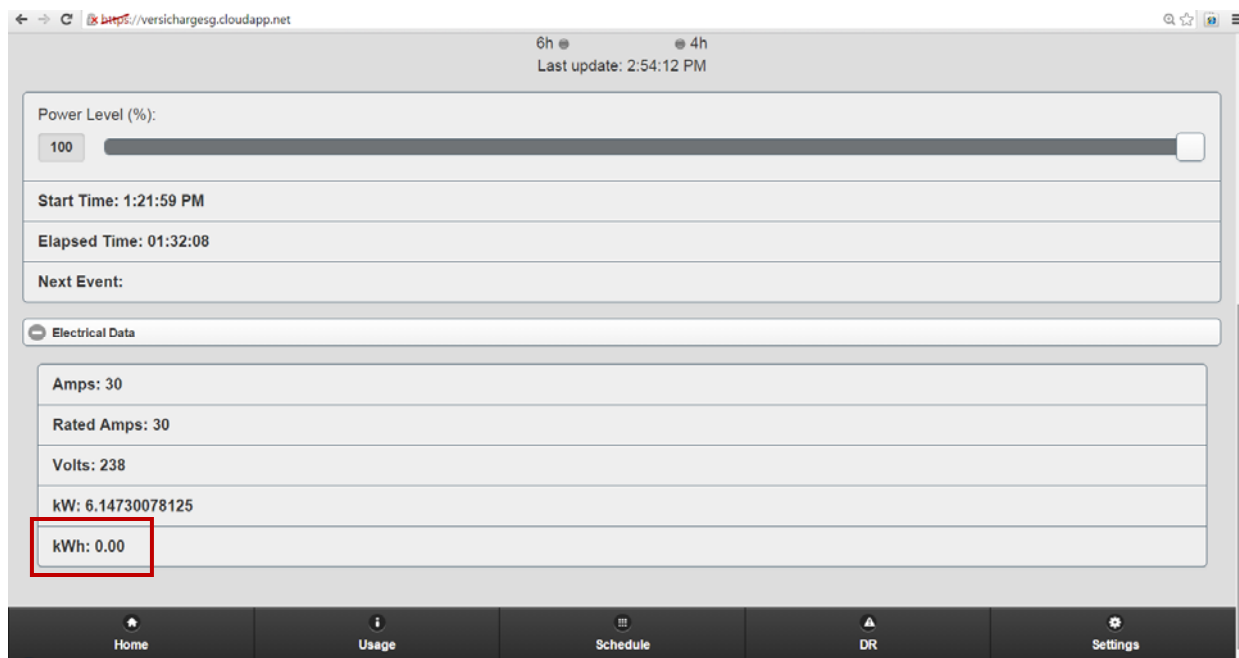 https://versichargesg.cloudapp.net
6h 4h
Last update: 2:54:12 PM
Power Level (%):
100
Start Time: 1:21:59 PM
Elapsed Time: 01:32:08
Next Event:
Electrical Data
Amps: 30
Rated Amps: 30
Volts: 238
kW: 6.14730078125
kWh: 0.00
Home Usage Schedule DR Settings